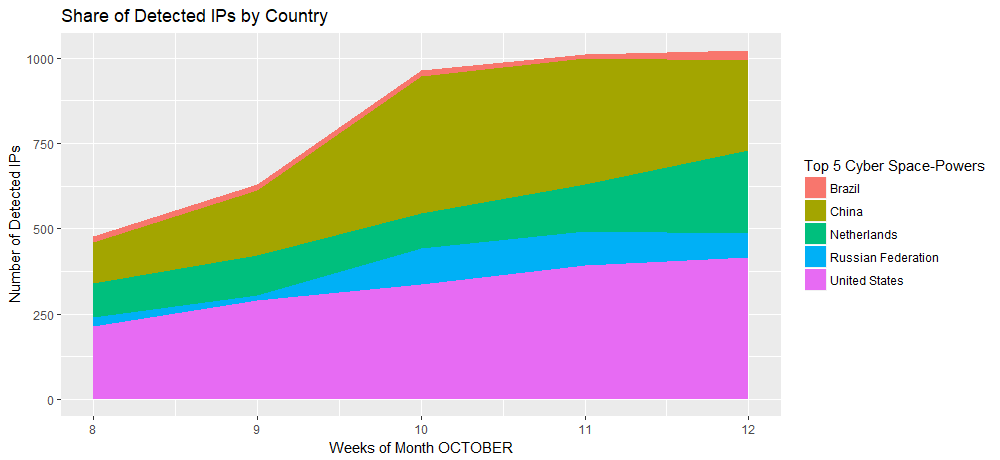 Share of Detected IPs by Country
Number of Detected IPs
1000
750
500
250
0
8
9
10
11
12
Weeks of Month OCTOBER
Top 5 Cyber Space-Powers
Brazil
China
Netherlands
Russian Federation
United States